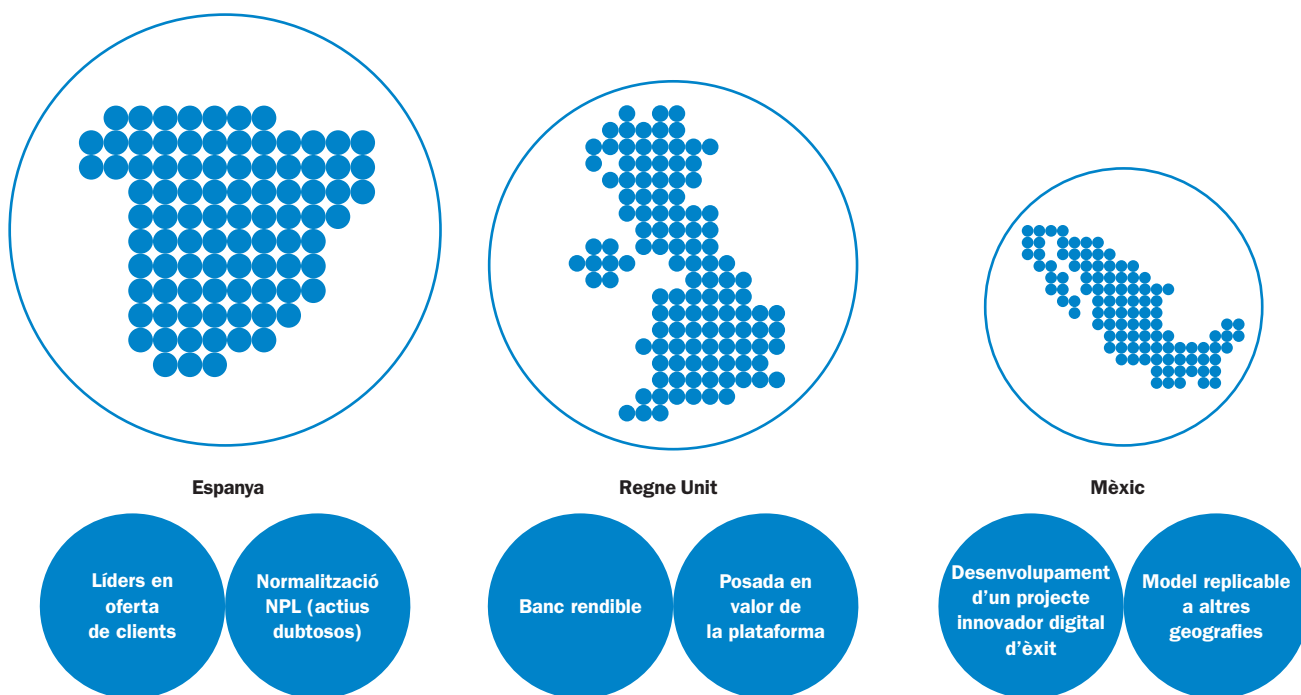 Espanya
Líders en
oferta
de clients
Normalització
NPL (actius
dubtosos)
Regne Unit
Banc rendible
Posada en
valor de
la plataforma
Mèxic
Desenvolupament
d’un projecte
innovador digital
d’èxit
Model replicable
a altres
geografies